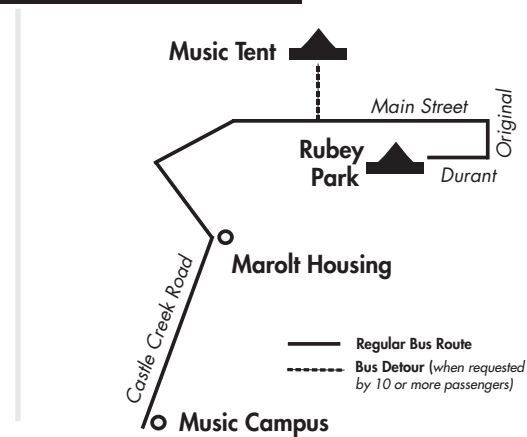 Music Tent
Main Street
Original
Rubey
Park
Durant
Marolt Housing
Castle Creek Road
Regular Bus Route
Bus Detour (when requested
by 10 or more passengers)
Music Campus